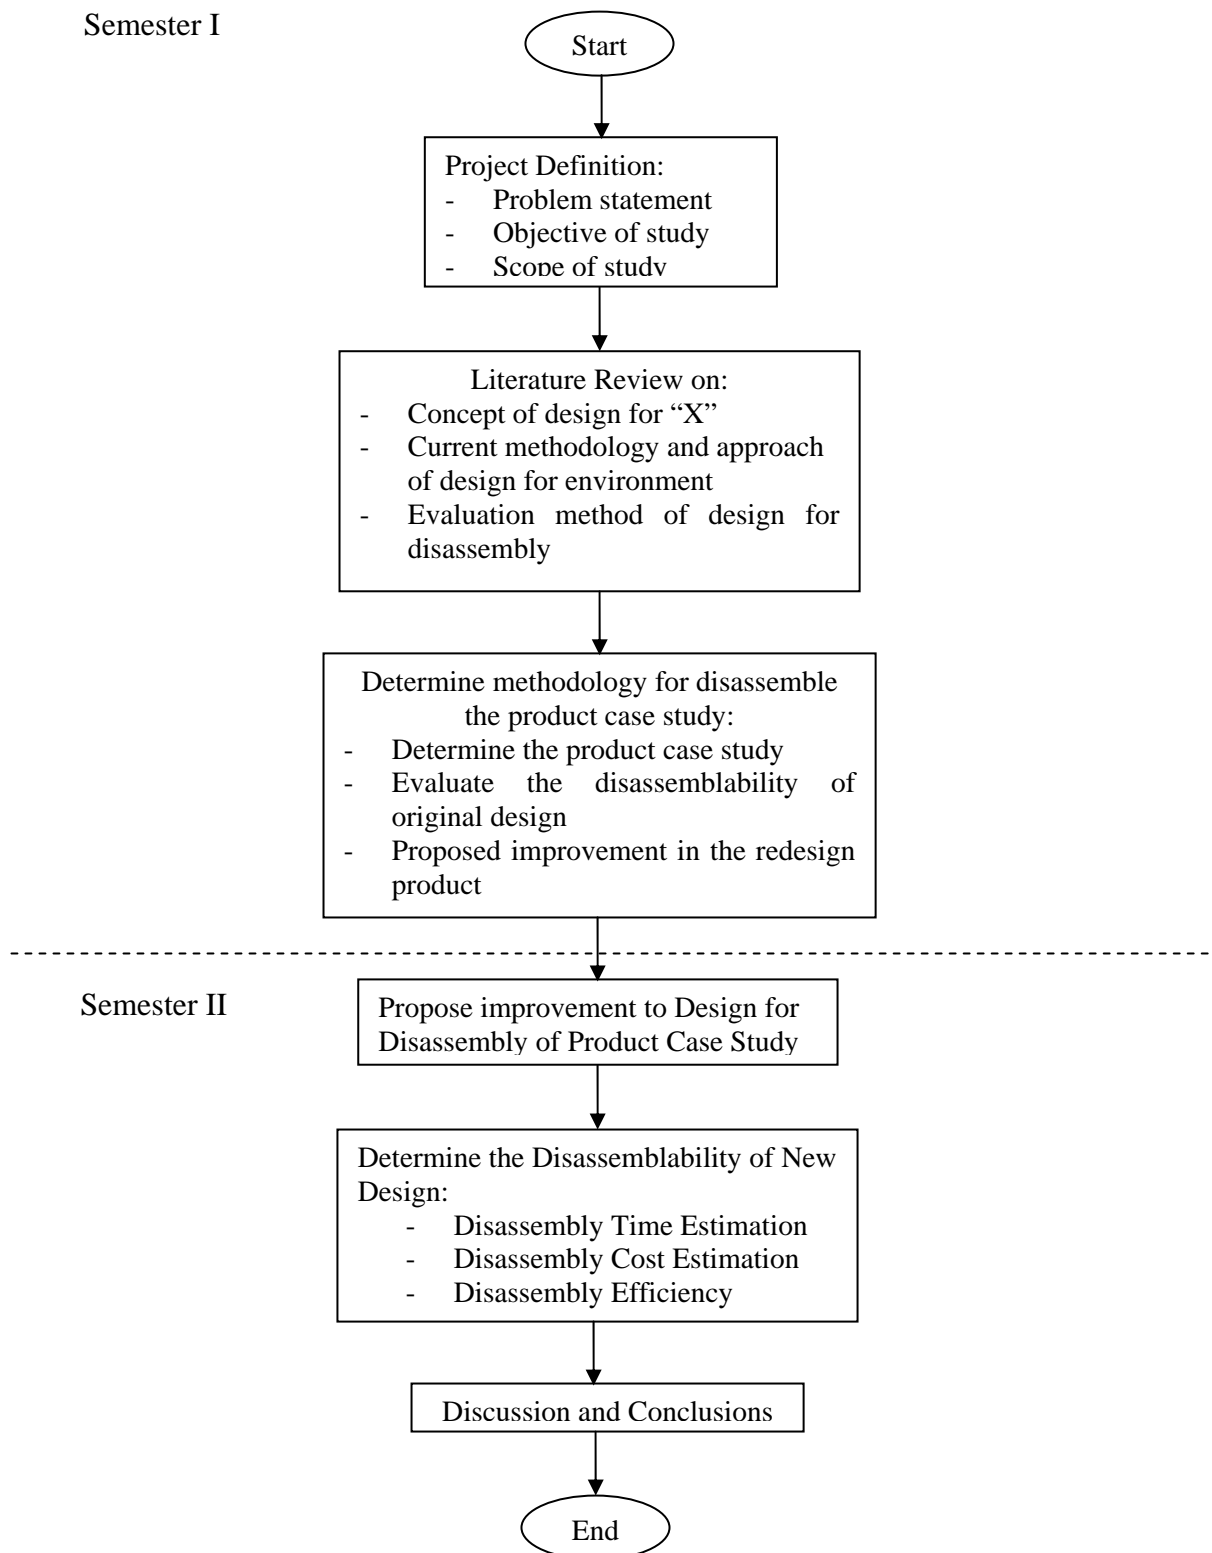 Semester I
Start
Project Definition:
- Problem statement
- Objective of study
- Scope of study
Literature Review on:
- Concept of design for “X”
- Current methodology and approach
of design for environment
- Evaluation method of design for
disassembly
Determine methodology for disassemble
the product case study:
- Determine the product case study
- Evaluate the disassemblability of
original design
- Proposed improvement in the redesign
product
Semester II
Propose improvement to Design for
Disassembly of Product Case Study
Determine the Disassemblability of New
Design:
- Disassembly Time Estimation
- Disassembly Cost Estimation
- Disassembly Efficiency
Discussion and Conclusions
End